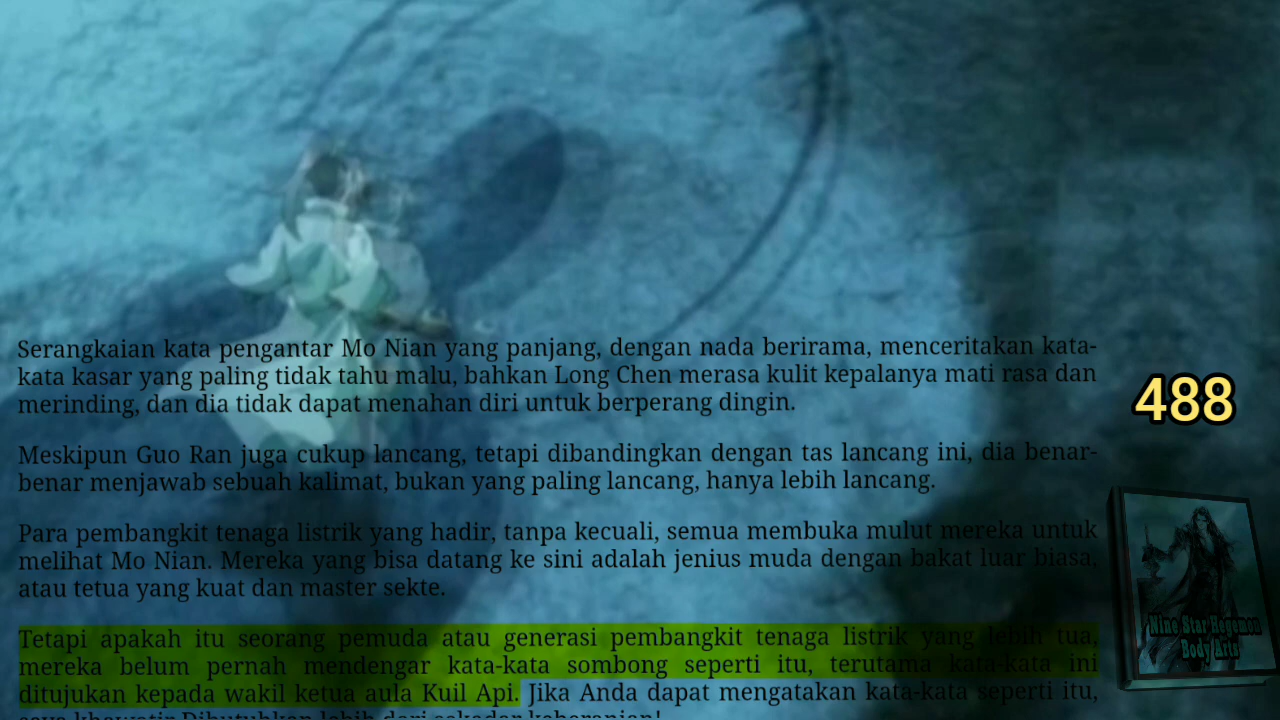 Serangkaian kata pengantar Mo Nian yang panjang, dengan nada berirama, menceritakan kata-
kata kasar yang paling tidak tahu malu, bahkan Long Chen merasa kulit kepalanya mati rasa dan
merinding, dan dia tidak dapat menahan diri untuk berperang dingin.
Meskipun Guo Ran juga cukup lancang, tetapi dibandingkan dengan tas lancang ini, dia benar-
benar menjawab sebuah kalimat, bukan yang paling lancang, hanya lebih lancang.
488
Para pembangkit tenaga listrik yang hadir, tanpa kecuali, semua membuka mulut mereka untuk
melihat Mo Nian. Mereka yang bisa datang ke sini adalah jenius muda dengan bakat luar biasa,
atau tetua yang kuat dan master sekte.
Tetapi apakah itu seorang pemuda atau generasi pembangkit tenaga listrik yang lebih tua,
mereka belum pernah mendengar kata-kata sombong seperti itu, terutama kata-kata ini
ditujukan kepada wakil ketua aula Kuil Api. Jika Anda dapat mengatakan kata-kata seperti itu,
Nine Star Hegemon
Body Arts